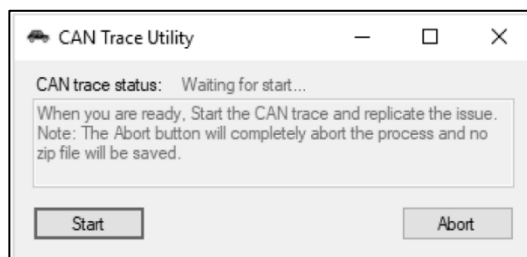 CAN Trace Utility
CAN trace status: Waiting for start...
When you are ready, Start the CAN trace and replicate the issue.
Note: The Abort button will completely abort the process and no
zip file will be saved.
Start Abort